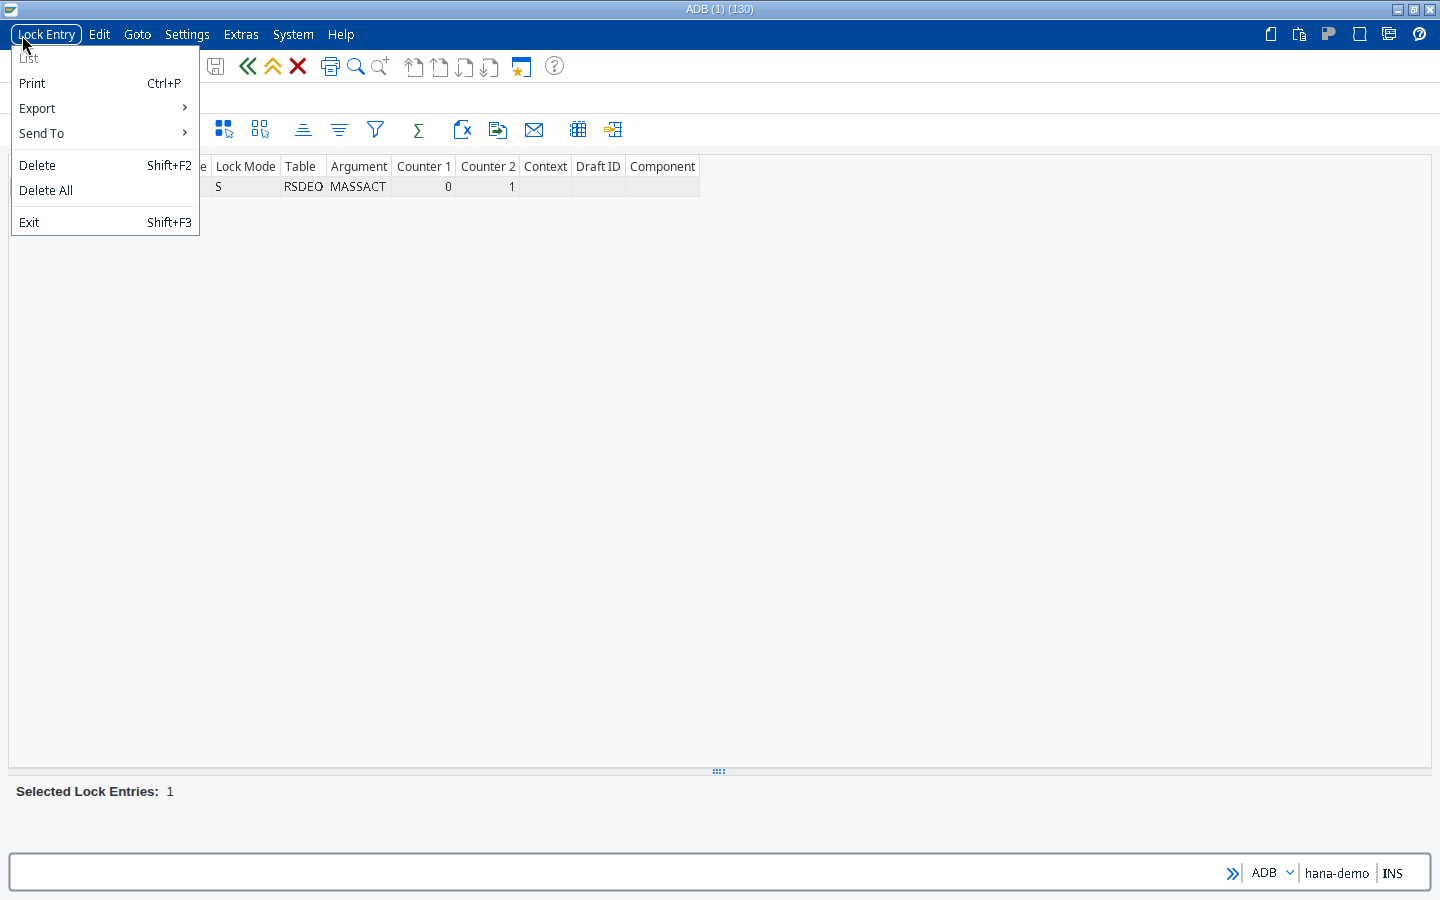 ADB (1) (130)
Lock Entry Edit Goto Settings Extras System Help
List
Print Ctrl+P
Export
Send To
Delete Shift+F2
Delete All
Exit Shift+F3
e Lock Mode Table Argument Counter 1 Counter 2 Context Draft ID Component
S RSDEO MASSACT 0 1
Selected Lock Entries: 1
ADB hana-demo INS